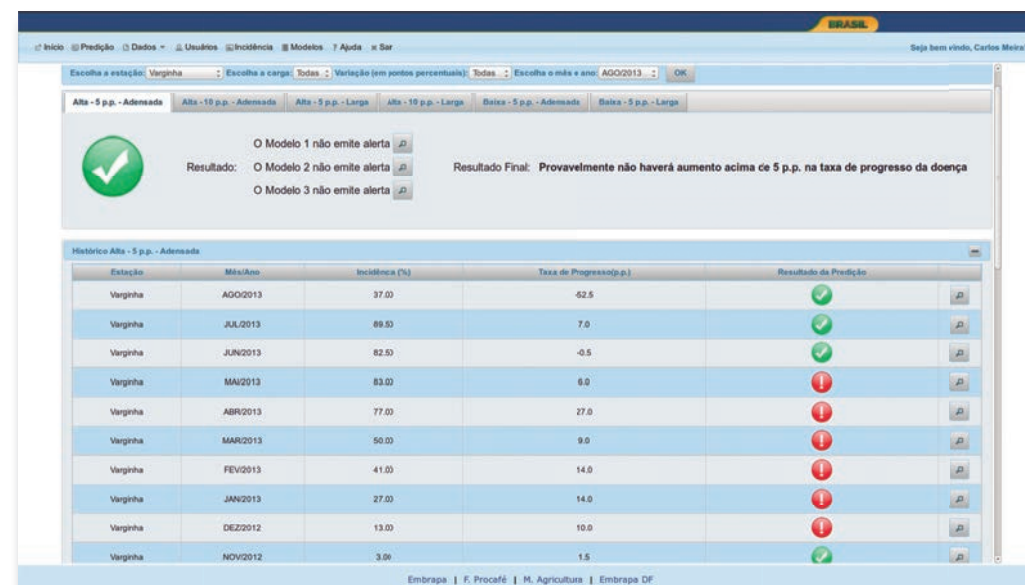 BRASIL
Início Predição Dados Usuários Incidência Modelos ? Ajuda Sair
Seja bem vindo, Carlos Meira
Escolha a estação: Varginha Escolha a carga: Todas Variação (em pontos percentuais): Todas Escolha o mês e ano: AGO/2013 OK
Alta - 5 p.p. - Adensada Alta - 10 p.p. - Adensada Alta - 5 p.p. - Larga Alta - 10 p.p. - Larga Baixa - 5 p.p. - Adensada Baixa - 5 p.p. - Larga
O Modelo 1 não emite alerta
Resultado: O Modelo 2 não emite alerta Resultado Final: Provavelmente não haverá aumento acima de 5 p.p. na taxa de progresso da doença
O Modelo 3 não emite alerta
Histórico Alta - 5 p.p. - Adensada
Estação Mês/Ano Incidência (%) Taxa de Progresso(p.p.) Resultado da Predição
Varginha AGO/2013 37.00 -52.5
Varginha JUL/2013 89.50 7.0
Varginha JUN/2013 82.50 -0.5
Varginha MAI/2013 83.00 6.0
Varginha ABR/2013 77.00 27.0
Varginha MAR/2013 50.00 9.0
Varginha FEV/2013 41.00 14.0
Varginha JAN/2013 27.00 14.0
Varginha DEZ/2012 13.00 10.0
Varginha NOV/2012 3.00 1.5
Embrapa | F. Procafé | M. Agricultura | Embrapa DF